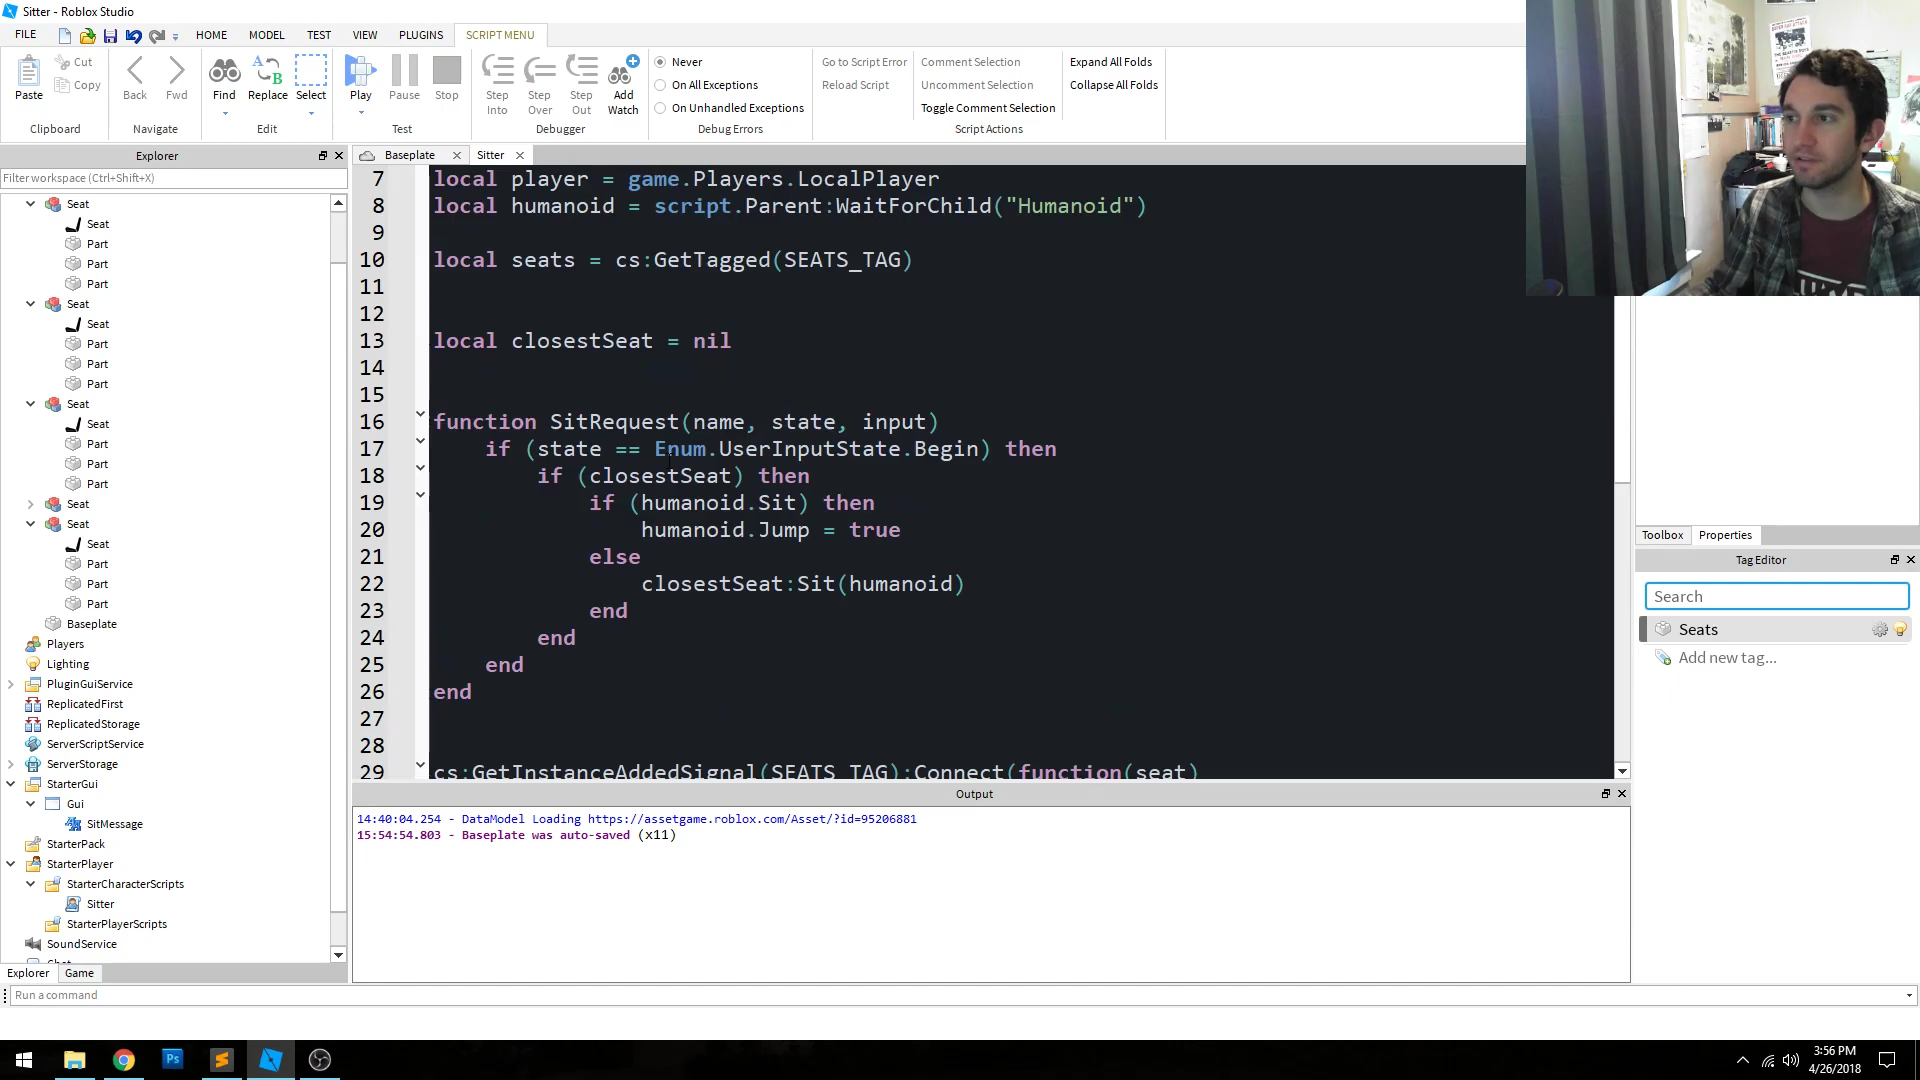 Sitter - Roblox Studio
FILE HOME MODEL TEST VIEW PLUGINS SCRIPT MENU
Paste Cut Copy Back Fwd Find Replace Select Play Pause Stop Step Into Step Over Step Out Add Watch
Never
On All Exceptions
On Unhandled Exceptions
Go to Script Error
Reload Script
Comment Selection
Uncomment Selection
Toggle Comment Selection
Expand All Folds
Collapse All Folds
Clipboard Navigate Edit Test Debugger Debug Errors Script Actions
Explorer
Filter workspace (Ctrl+Shift+X)
Seat
Seat
Part
Part
Part
Seat
Seat
Part
Part
Part
Seat
Seat
Part
Part
Part
Seat
Seat
Seat
Part
Part
Part
Baseplate
Players
Lighting
PluginGuiService
ReplicatedFirst
ReplicatedStorage
ServerScriptService
ServerStorage
StarterGui
Gui
SitMessage
StarterPack
StarterPlayer
StarterCharacterScripts
Sitter
StarterPlayerScripts
SoundService
Explorer Game
Run a command
Baseplate Sitter
7 local player = game.Players.LocalPlayer
8 local humanoid = script.Parent:WaitForChild("Humanoid")
9
10 local seats = cs:GetTagged(SEATS_TAG)
11
12
13 local closestSeat = nil
14
15
16 function SitRequest(name, state, input)
17 if (state == Enum.UserInputState.Begin) then
18 if (closestSeat) then
19 if (humanoid.Sit) then
20 humanoid.Jump = true
21 else
22 closestSeat:Sit(humanoid)
23 end
24 end
25 end
26 end
27
28
29 cs:GetInstanceAddedSignal(SEATS_TAG):Connect(function(seat)
Output
14:40:04.254 - DataModel Loading https://assetgame.roblox.com/Asset/?id=95206881
15:54:54.803 - Baseplate was auto-saved (x11)
Toolbox Properties
Tag Editor
Search
Seats
Add new tag...
Ps
3:56 PM
4/26/2018